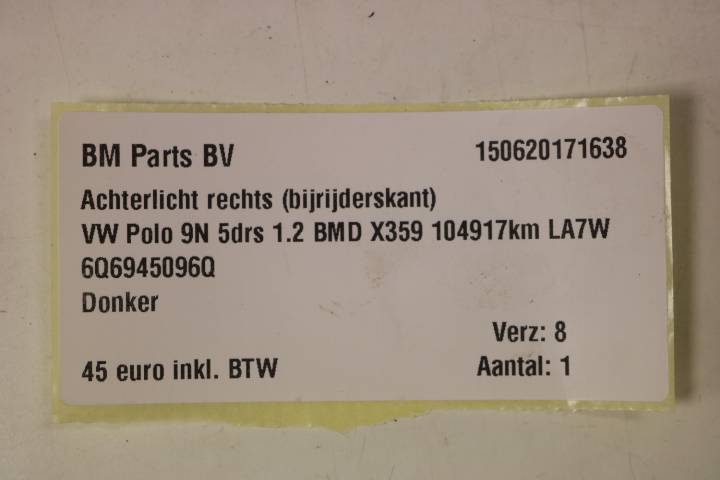 BM Parts BV 150620171638
Achterlicht rechts (bijrijderskant)
VW Polo 9N 5drs 1.2 BMD X359 104917km LA7W
6Q6945096Q
Donker
Verz: 8
45 euro inkl. BTW Aantal: 1